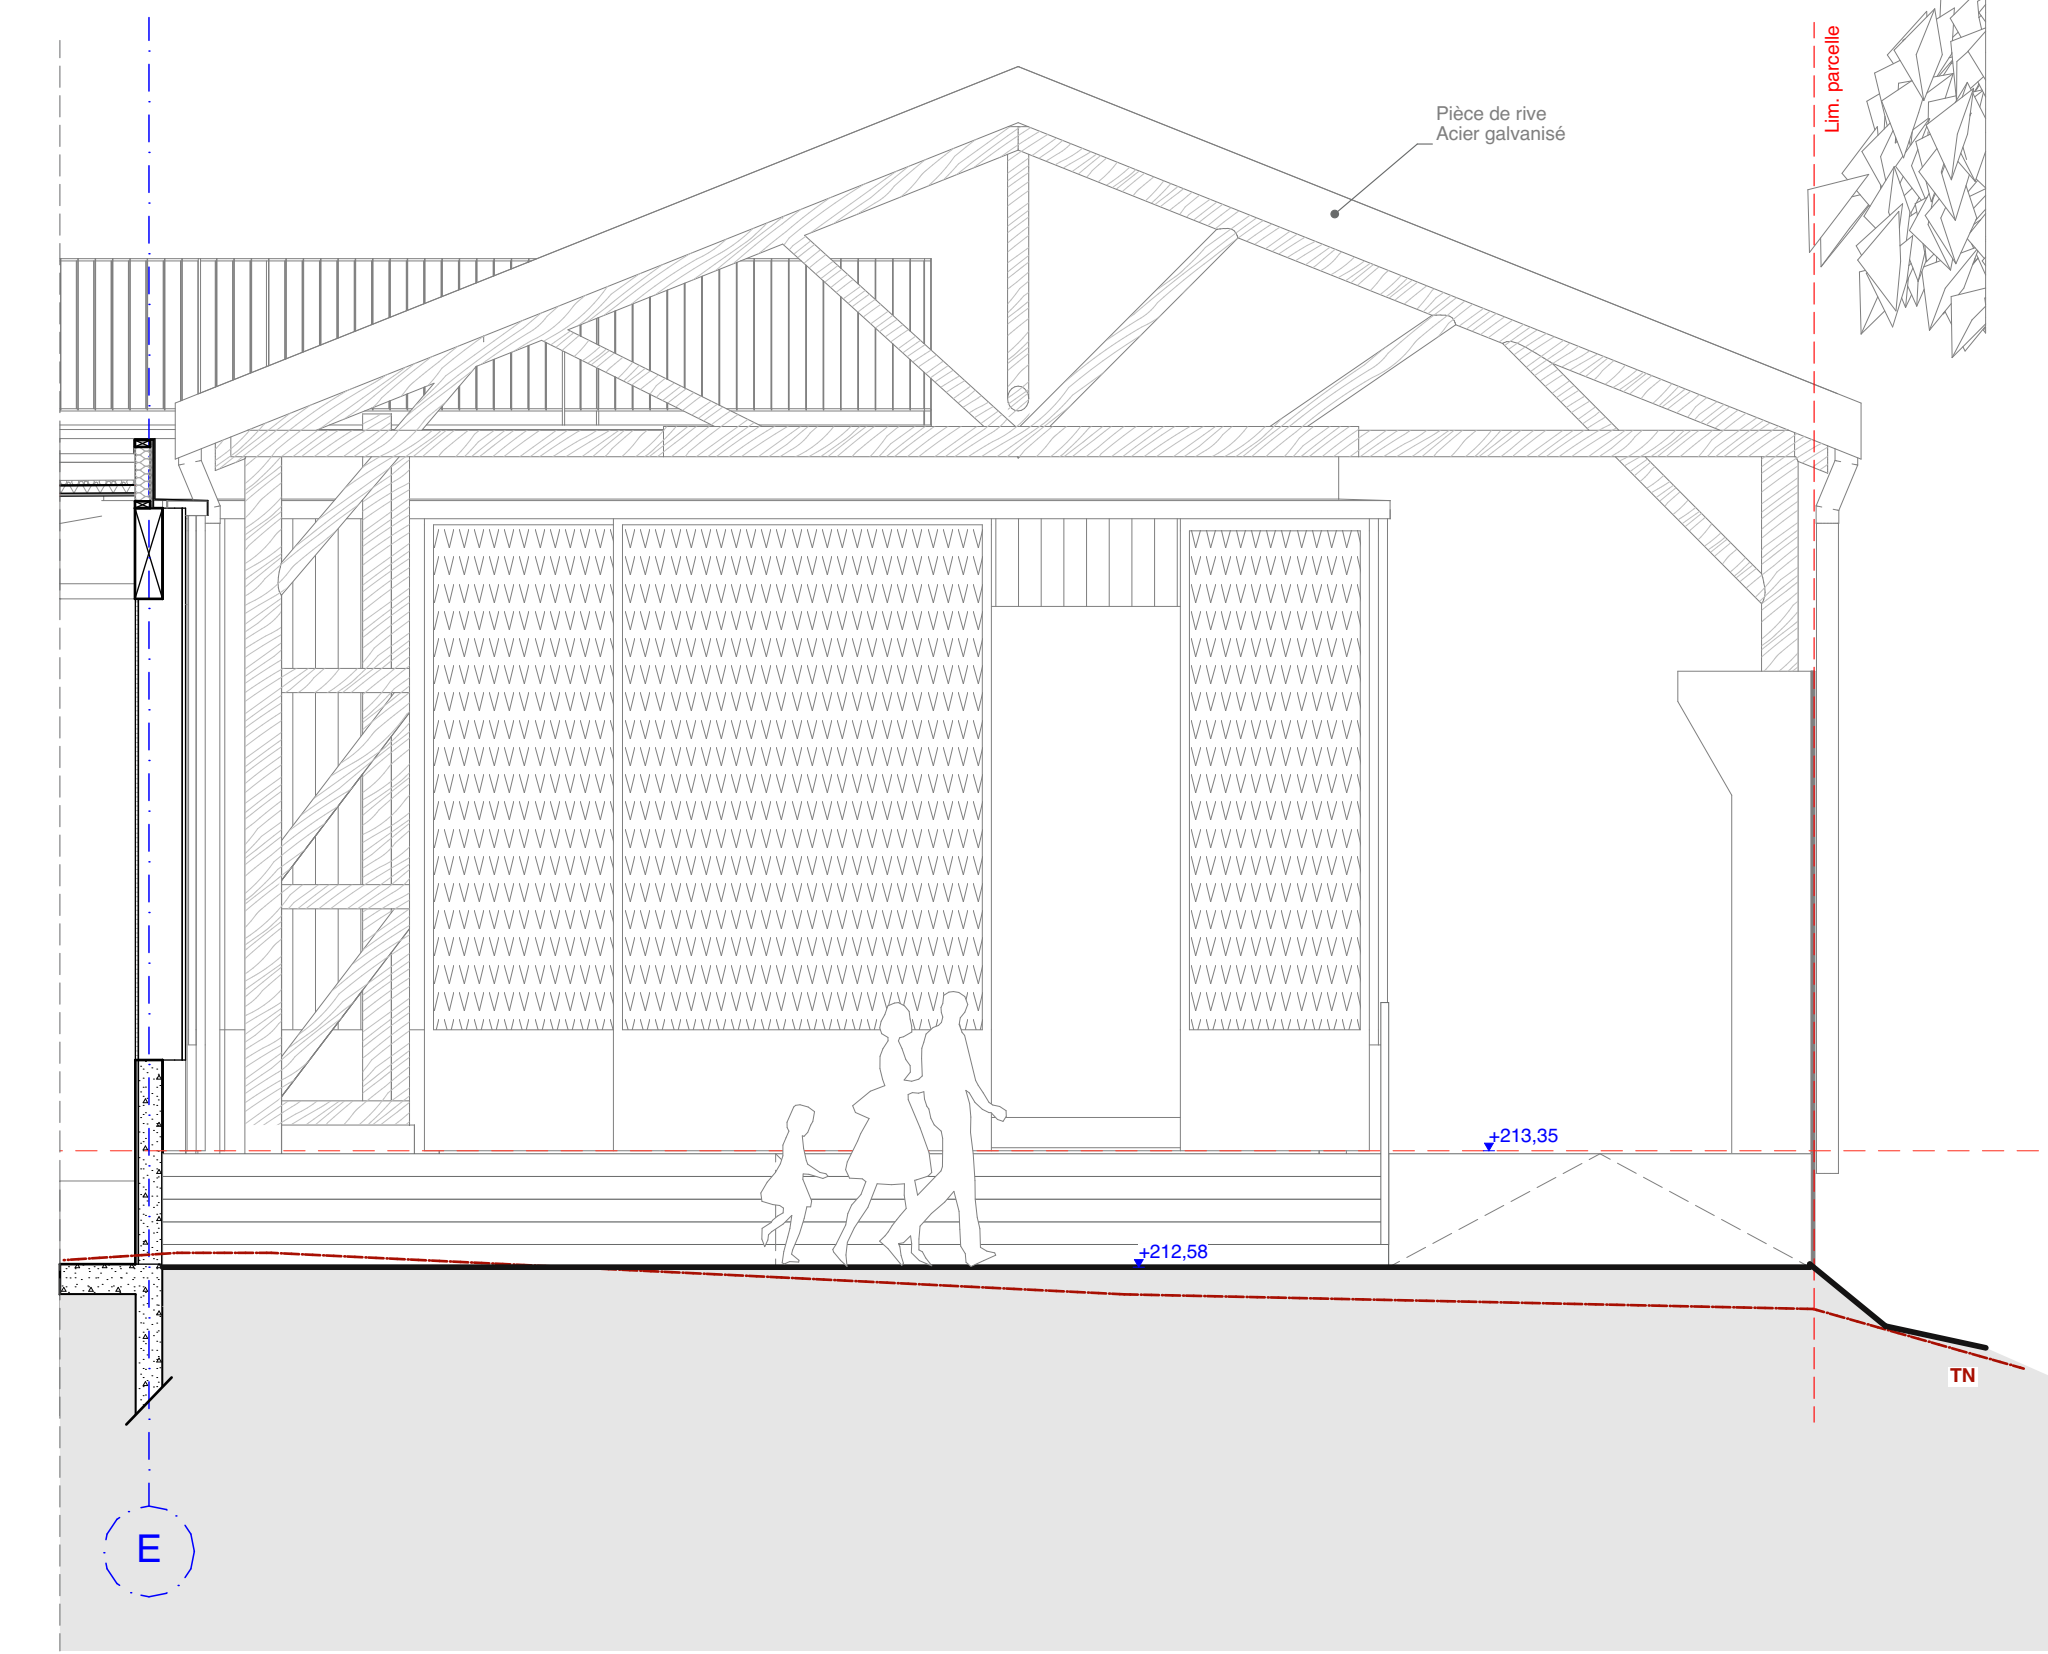 Lim. parcelle
Pièce de rive
Acier galvanisé
+213,35
+212,58
TN
E